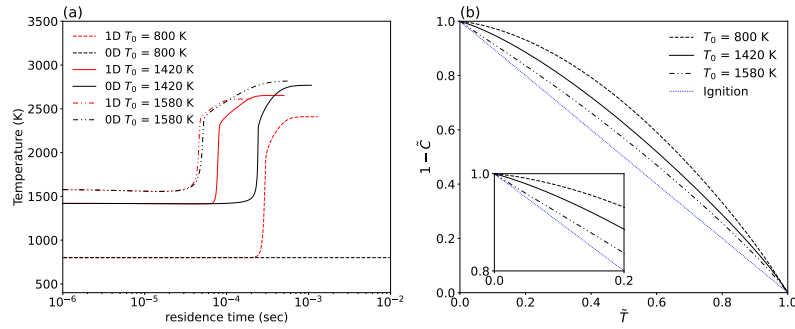 (a)
3500
3000
2500
2000
1500
1000
500
Temperature (K)
1D T₀ = 800 K
0D T₀ = 800 K
1D T₀ = 1420 K
0D T₀ = 1420 K
1D T₀ = 1580 K
0D T₀ = 1580 K
10⁻⁶
10⁻⁵
10⁻⁴
10⁻³
10⁻²
residence time (sec)
(b)
1.0
0.8
0.6
0.4
0.2
0.0
1 − C̃
T₀ = 800 K
T₀ = 1420 K
T₀ = 1580 K
Ignition
1.0
0.8
0.0
0.2
0.0
0.2
0.4
0.6
0.8
1.0
T̃